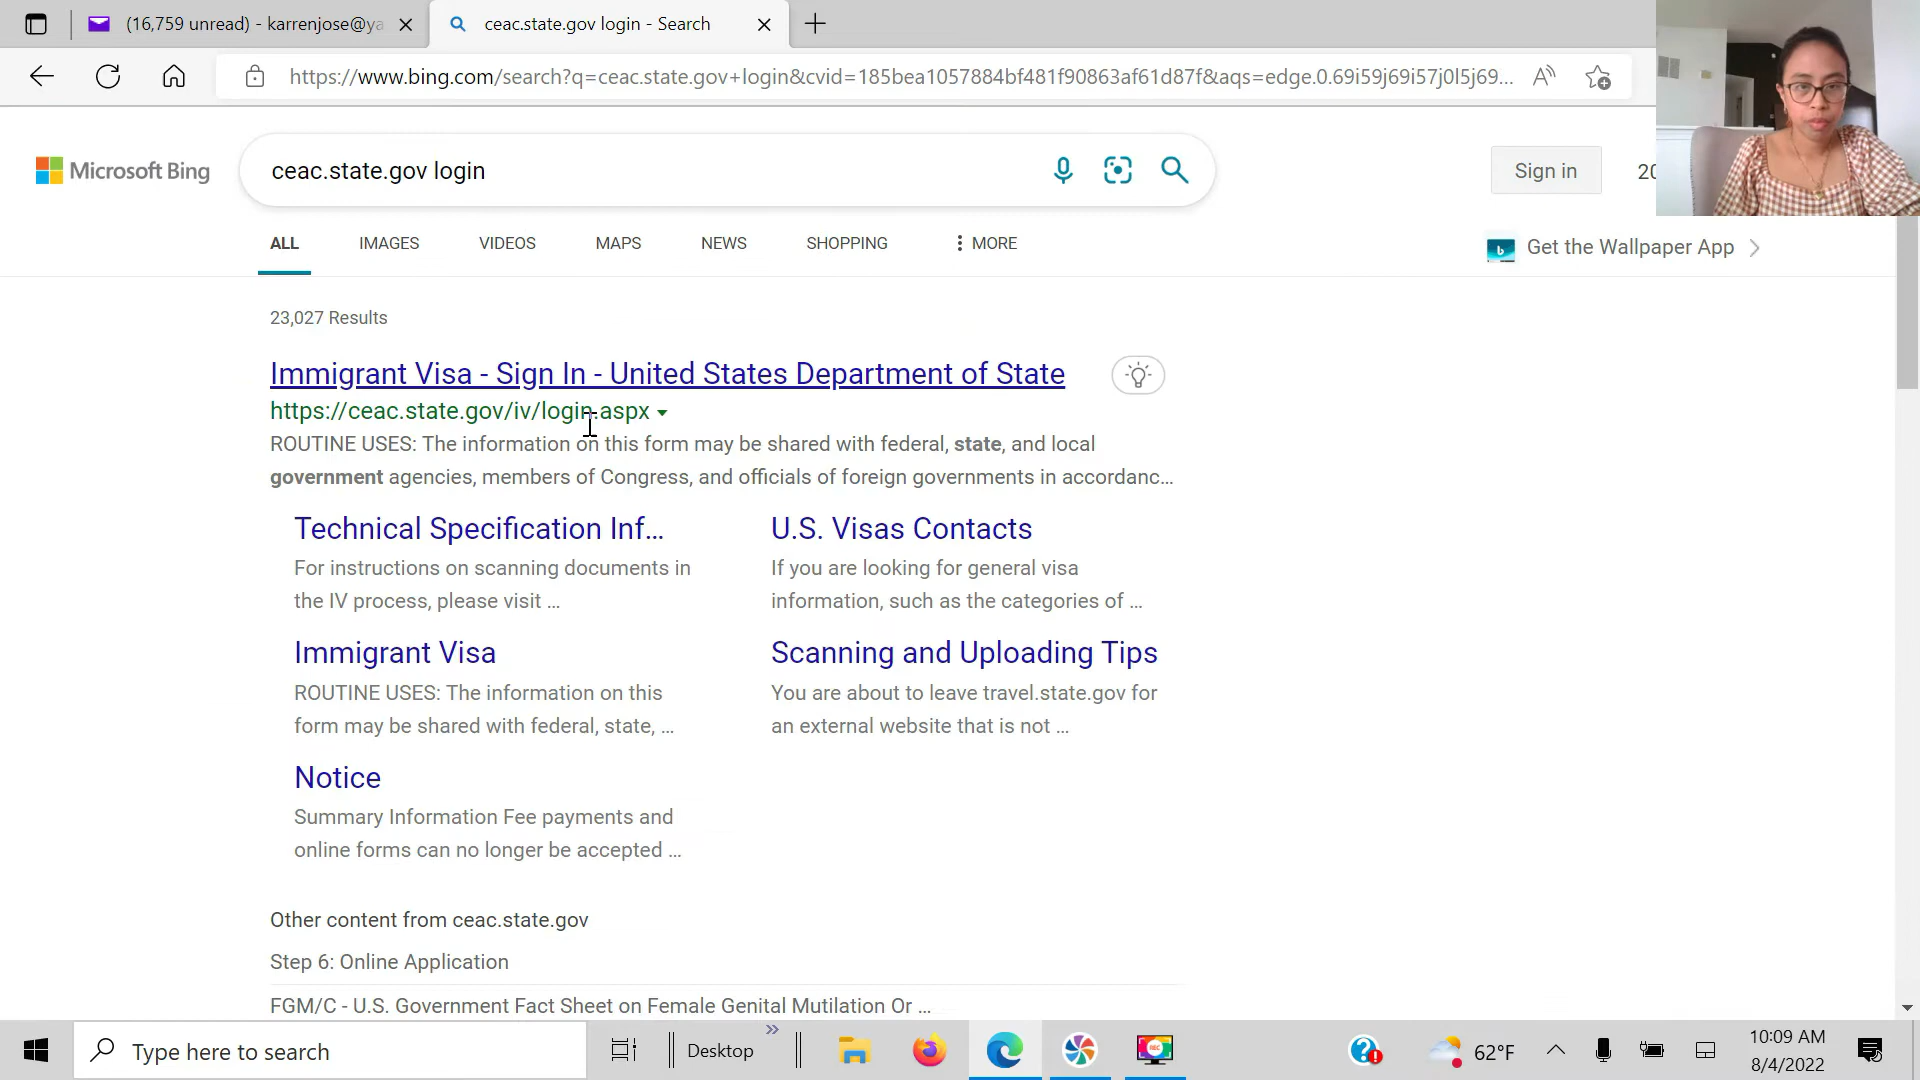 (16,759 unread) - karrenjose@ya
ceac.state.gov login - Search
https://www.bing.com/search?q=ceac.state.gov+login&cvid=185bea1057884bf481f90863af61d87f&aqs=edge.0.69i59j69i57j0l5j69...
Microsoft Bing
ceac.state.gov login
Sign in
20
ALL IMAGES VIDEOS MAPS NEWS SHOPPING MORE
Get the Wallpaper App
23,027 Results
Immigrant Visa - Sign In - United States Department of State
https://ceac.state.gov/iv/login.aspx
ROUTINE USES: The information on this form may be shared with federal, state, and local
government agencies, members of Congress, and officials of foreign governments in accordanc...
Technical Specification Inf...
For instructions on scanning documents in
the IV process, please visit ...
U.S. Visas Contacts
If you are looking for general visa
information, such as the categories of ...
Immigrant Visa
ROUTINE USES: The information on this
form may be shared with federal, state, ...
Scanning and Uploading Tips
You are about to leave travel.state.gov for
an external website that is not ...
Notice
Summary Information Fee payments and
online forms can no longer be accepted ...
Other content from ceac.state.gov
Step 6: Online Application
FGM/C - U.S. Government Fact Sheet on Female Genital Mutilation Or ...
Type here to search
Desktop
REC
62°F
10:09 AM
8/4/2022